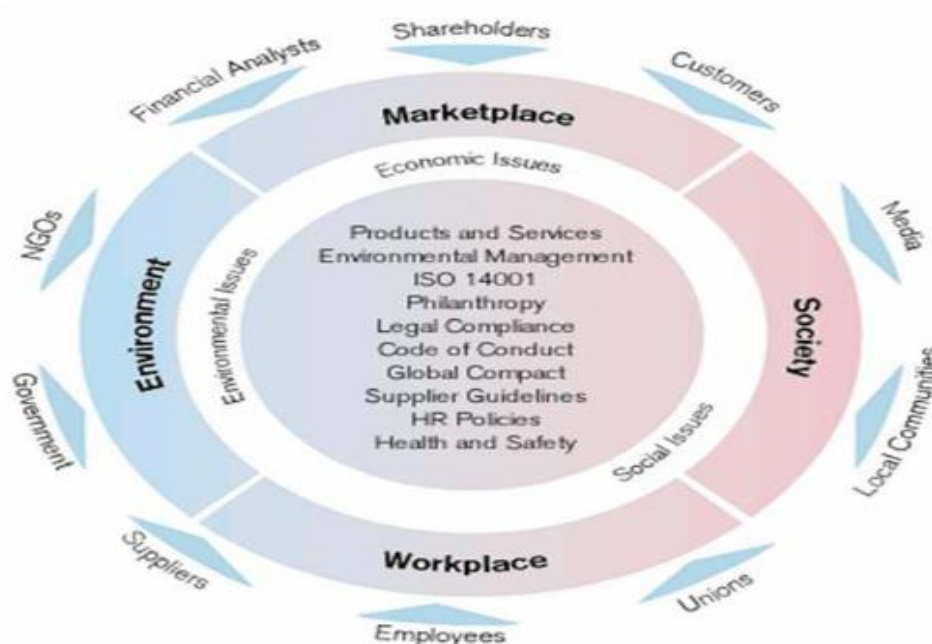 Shareholders
Financial Analysts
Customers
Marketplace
Economic Issues
NGOs
Media
Environment
Environmental Issues
Products and Services
Environmental Management
ISO 14001
Philanthropy
Legal Compliance
Code of Conduct
Global Compact
Supplier Guidelines
HR Policies
Health and Safety
Society
Social Issues
Government
Local Communities
Suppliers
Workplace
Unions
Employees